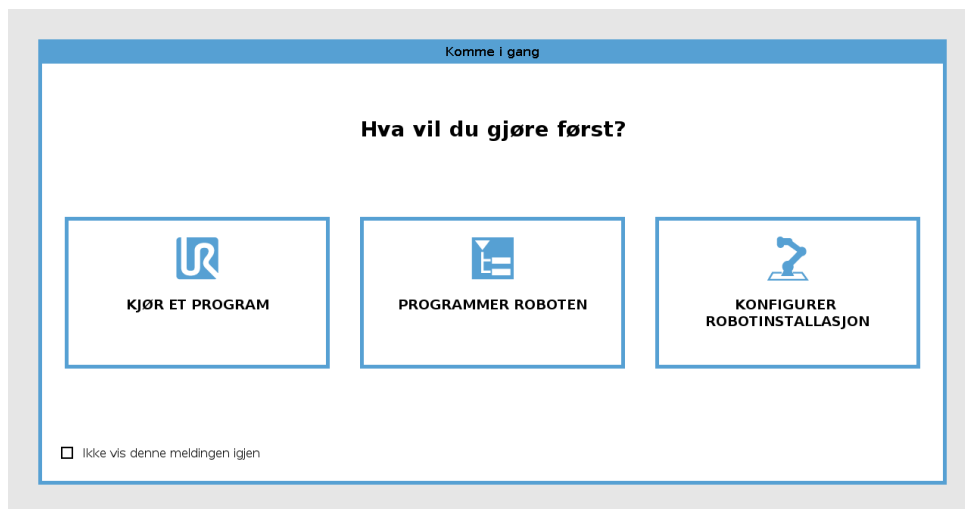 Komme i gang
Hva vil du gjøre først?
KJØR ET PROGRAM
PROGRAMMER ROBOTEN
KONFIGURER
ROBOTINSTALLASJON
Ikke vis denne meldingen igjen